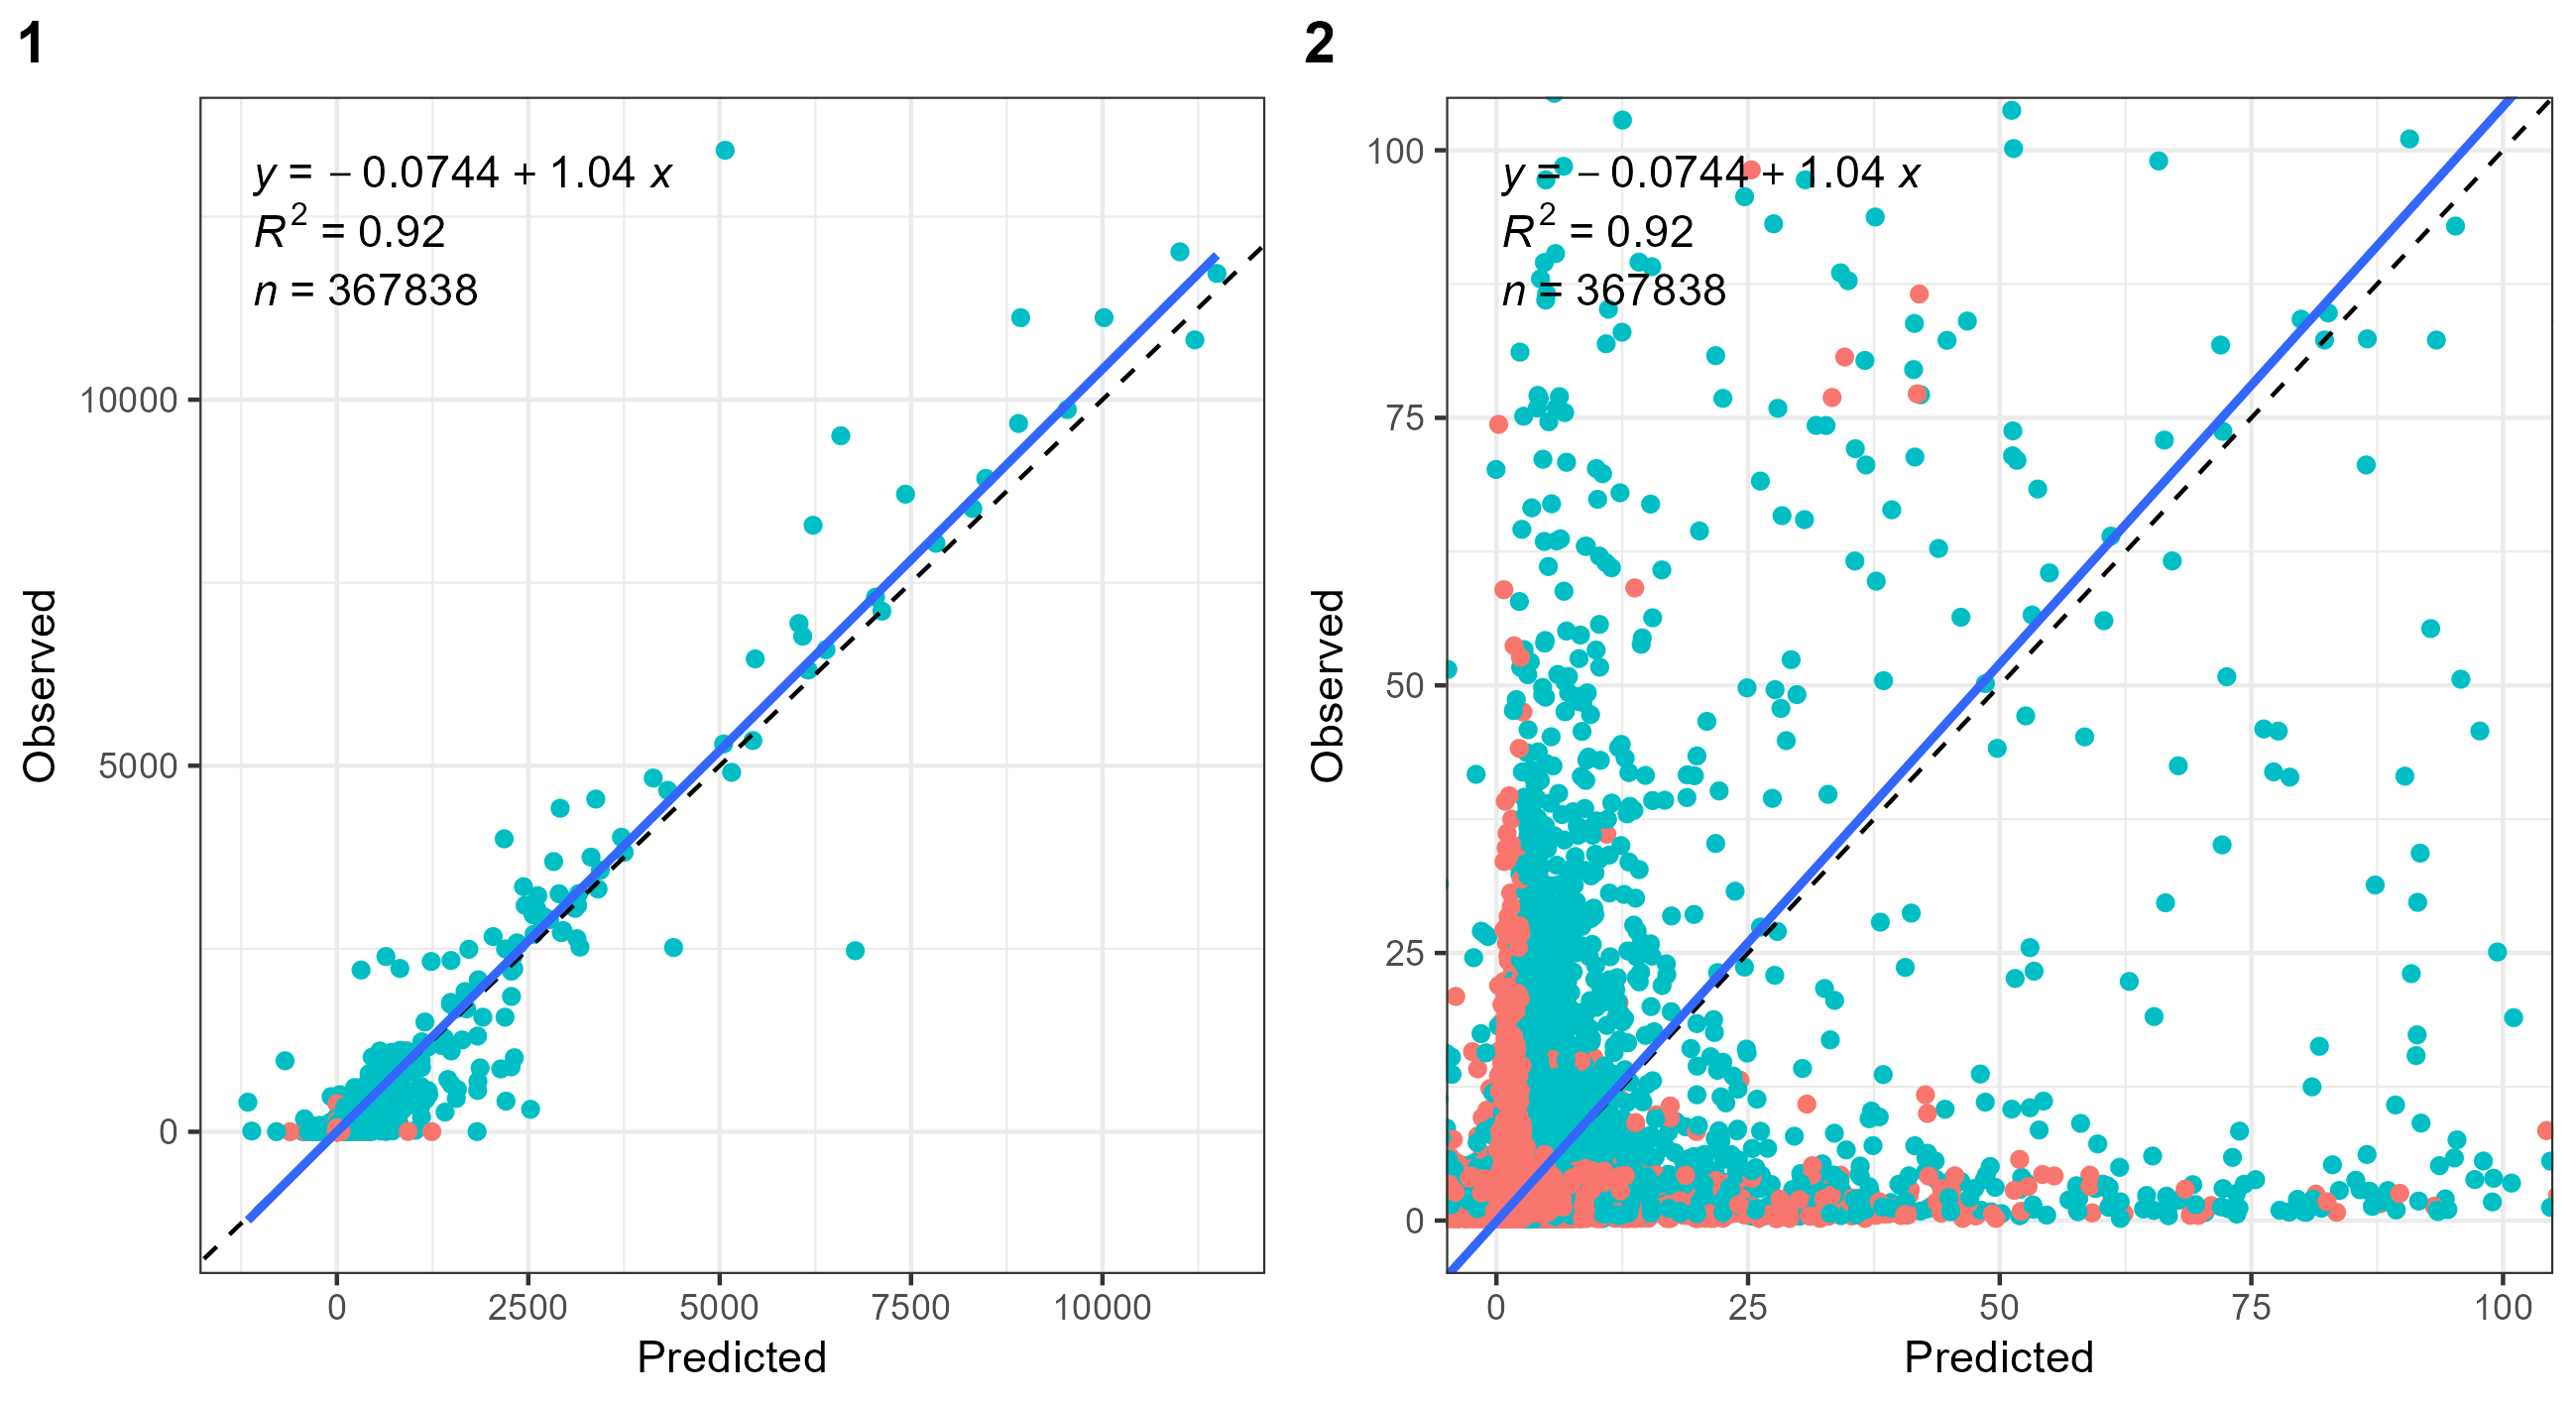 1
y = − 0.0744 + 1.04 x
R² = 0.92
n = 367838
10000
5000
0
0 2500 5000 7500 10000
Predicted
Observed
2
y = − 0.0744 + 1.04 x
R² = 0.92
n = 367838
100
75
50
25
0
0 25 50 75 100
Predicted
Observed